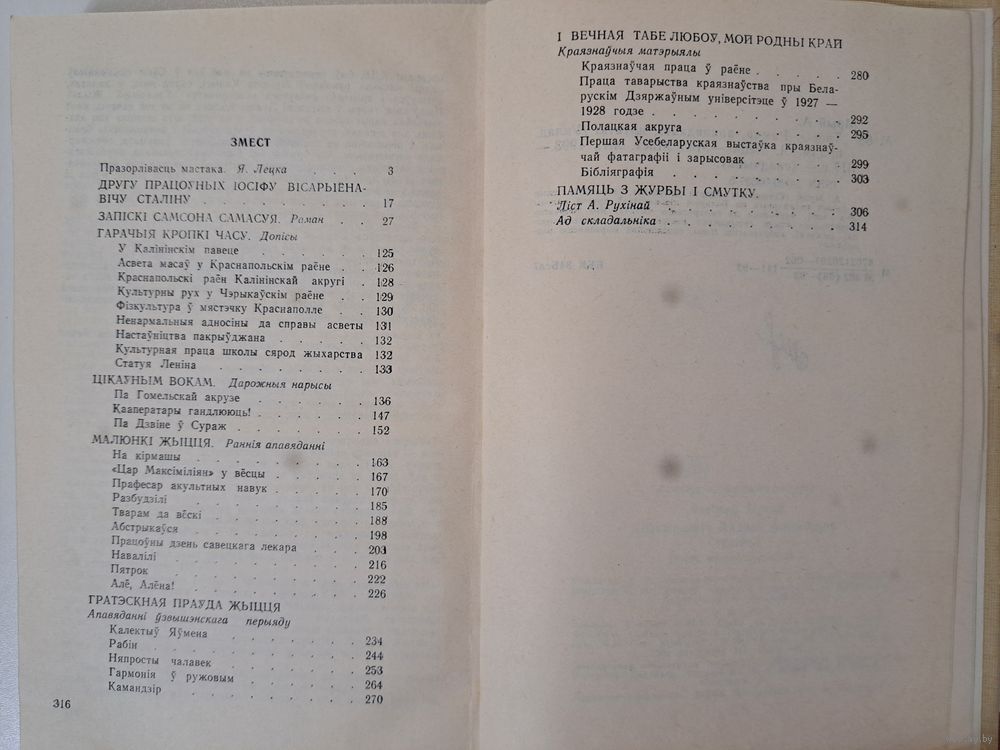 ЗМЕСТ
Празорлівасць мастака. Я. Лецка . . . 3
ДРУГУ ПРАЦОЎНЫХ ІОСІФУ ВІСАРЫЕНА-
ВІЧУ СТАЛІНУ . . . . . . . . 17
ЗАПІСКІ САМСОНА САМАСУЯ. Раман . . 27
ГАРАЧЫЯ КРОПКІ ЧАСУ. Допісы
У Калінінскім павеце . . . . . . 125
Асвета масаў у Краснапольскім раёне . . 126
Краснапольскі раён Калінінскай акругі . 128
Культурны рух у Чэрыкаўскім раёне . . 129
Фізкультура ў мястэчку Краснаполле . . 130
Ненармальныя адносіны да справы асветы 131
Настаўніцтва пакрыўджана . . . . . 132
Культурная праца школы сярод жыхарства 132
Статуя Леніна . . . . . . . . 133
ЦІКАЎНЫМ ВОКАМ. Дарожныя нарысы
Па Гомельскай акрузе . . . . . . 136
Кааператары гандлююць! . . . . . . 147
Па Дзвіне ў Сураж . . . . . . . 152
МАЛЮНКІ ЖЫЦЦЯ. Раннія апавяданні
На кірмашы . . . . . . . . 163
«Цар Максіміліян» у вёсцы . . . . . 167
Прафесар акультных навук . . . . . 170
Разбудзілі . . . . . . . . 185
Тварам да вёскі . . . . . . . 188
Абстрыкаўся . . . . . . . . 198
Працоўны дзень савецкага лекара . . . 203
Навалілі . . . . . . . . . 216
Пятрок . . . . . . . . . 222
Алё, Алёна! . . . . . . . . 226
ГРАТЭСКНАЯ ПРАЎДА ЖЫЦЦЯ
Апавяданні ўзвышэнскага перыяду
Калектыў Яўмена . . . . . . . 234
Рабін . . . . . . . . . 244
Няпросты чалавек . . . . . . . 253
Гармонія ў ружовым . . . . . . 264
Камандзір . . . . . . . . 270
316
І ВЕЧНАЯ ТАБЕ ЛЮБОЎ, МОЙ РОДНЫ КРАЙ
Краязнаўчыя матэрыялы
Краязнаўчая праца ў раёне . . . . . 280
Праца таварыства краязнаўства пры Бела-
рускім Дзяржаўным універсітэце ў 1927 —
1928 годзе . . . . . . . . . 292
Полацкая акруга . . . . . . . 295
Першая Усебеларуская выстаўка краязнаў-
чай фатаграфіі і зарысовак . . . . . 299
Бібліяграфія . . . . . . . . 303
ПАМЯЦЬ З ЖУРБЫ І СМУТКУ.
Ліст А. Рухінай . . . . . . . . 306
Ад складальніка . . . . . . . . 314